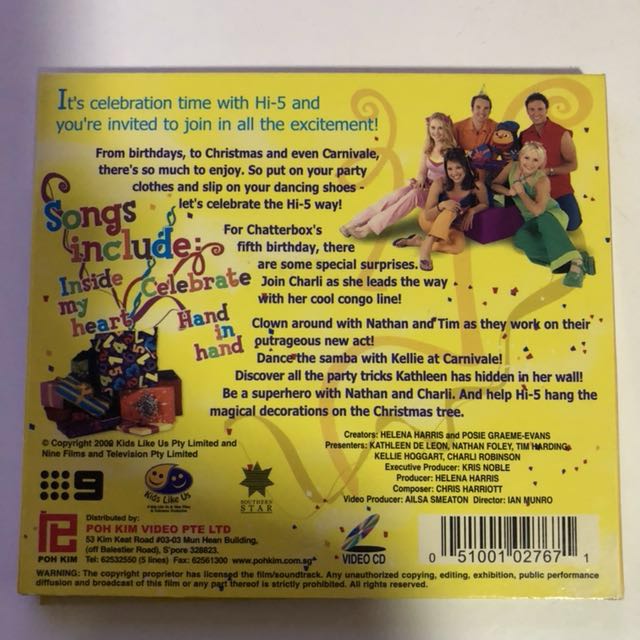 It's celebration time with Hi-5 and
you're invited to join in all the excitement!
From birthdays, to Christmas and even Carnivale,
there's so much to enjoy. So put on your party
clothes and slip on your dancing shoes -
let's celebrate the Hi-5 way!
Songs
include:
Inside
my
heart
Celebrate
Hand
in
hand
For Chatterbox's
fifth birthday, there
are some special surprises.
Join Charli as she leads the way
with her cool congo line!
Clown around with Nathan and Tim as they work on their
outrageous new act!
Dance the samba with Kellie at Carnivale!
Discover all the party tricks Kathleen has hidden in her wall!
Be a superhero with Nathan and Charli. And help Hi-5 hang the
magical decorations on the Christmas tree.
© Copyright 2000 Kids Like Us Pty Limited and
Nine Films and Television Pty Limited.
Creators: HELENA HARRIS and POSIE GRAEME-EVANS
Presenters: KATHLEEN DE LEON, NATHAN FOLEY, TIM HARDING,
KELLIE HOGGART, CHARLI ROBINSON
Executive Producer: KRIS NOBLE
Producer: HELENA HARRIS
Composer: CHRIS HARRIOTT
Video Producer: AILSA SMEATON Director: IAN MUNRO
9
Kids Like Us
SOUTHERN
STAR
POH KIM
Distributed by:
POH KIM VIDEO PTE LTD
53 Kim Keat Road #03-03 Mun Hean Building,
(off Balestier Road), S'pore 328823.
Tel: 62532550 (5 lines) Fax: 62561300 www.pohkim.com.sg
VIDEO CD
0 51001 02767 1
WARNING: The copyright proprietor has licensed the film/soundtrack. Any unauthorized copying, editing, exhibition, public performance
diffusion and broadcast of this film or any part thereof is strictly prohibited. All rights reserved.